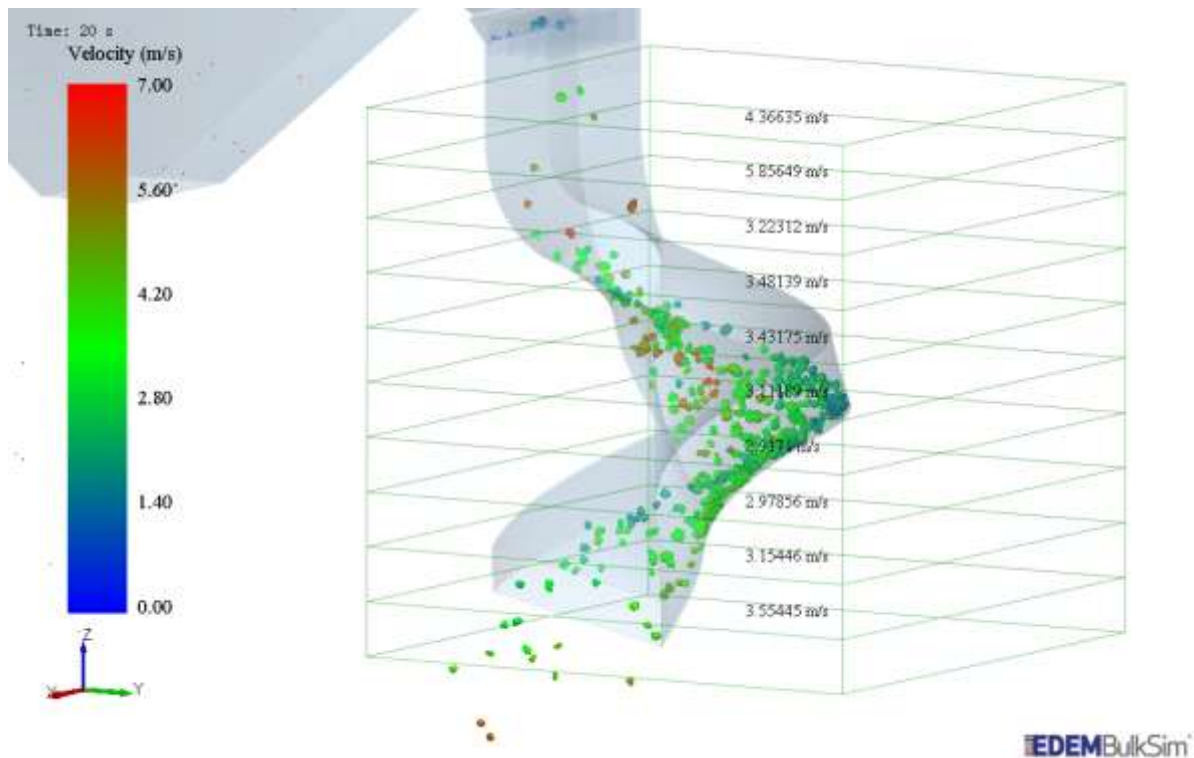 Time: 20 s
Velocity (m/s)
7.00
5.60
4.20
2.80
1.40
0.00
4.36635 m/s
5.85649 m/s
3.22312 m/s
3.48139 m/s
3.43175 m/s
m/s
m/s
2.97856 m/s
3.15446 m/s
3.55445 m/s
Z
X
Y
EDEMBulkSim